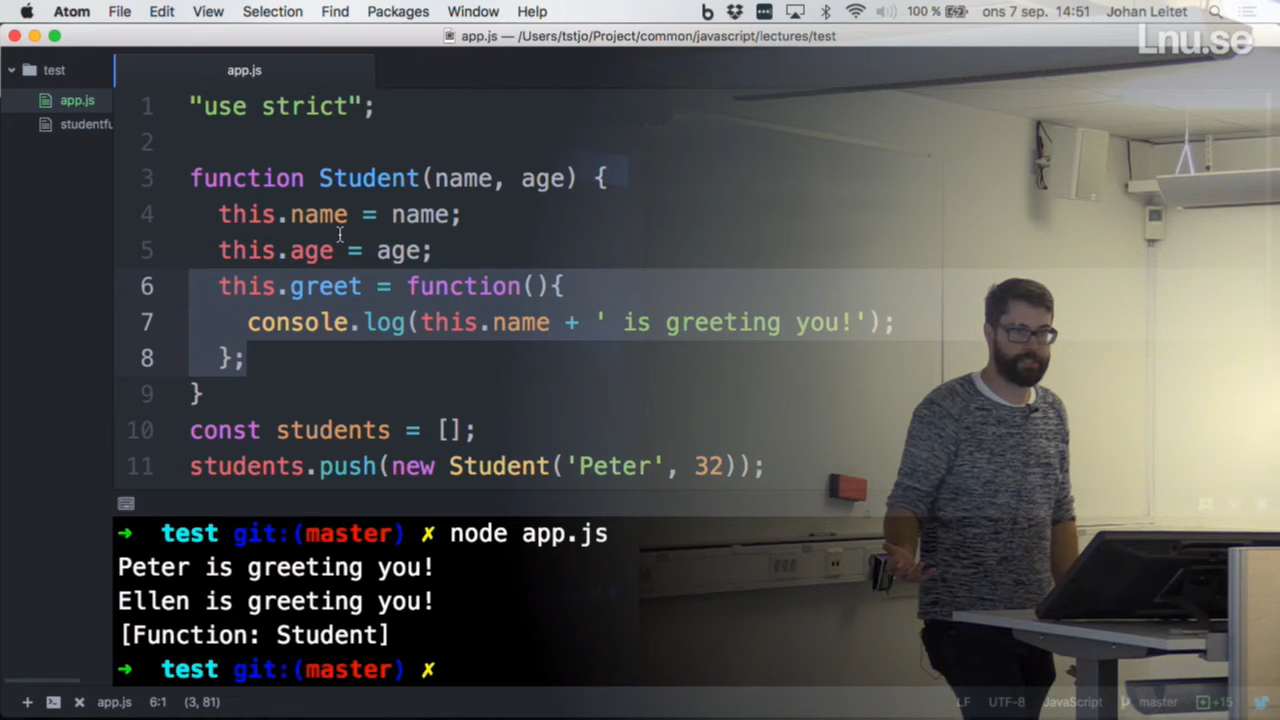 Atom File Edit View Selection Find Packages Window Help 100 % ons 7 sep. 14:51 Johan Leitet
app.js — /Users/tstjo/Project/common/javascript/lectures/test
Lnu.se
test
app.js
studentfu
app.js
1 "use strict";
2
3 function Student(name, age) {
4 this.name = name;
5 this.age = age;
6 this.greet = function(){
7 console.log(this.name + ' is greeting you!');
8 };
9 }
10 const students = [];
11 students.push(new Student('Peter', 32));
➜ test git:(master) ✗ node app.js
Peter is greeting you!
Ellen is greeting you!
[Function: Student]
➜ test git:(master) ✗
+ app.js 6:1 (3, 81) LF UTF-8 JavaScript master +15